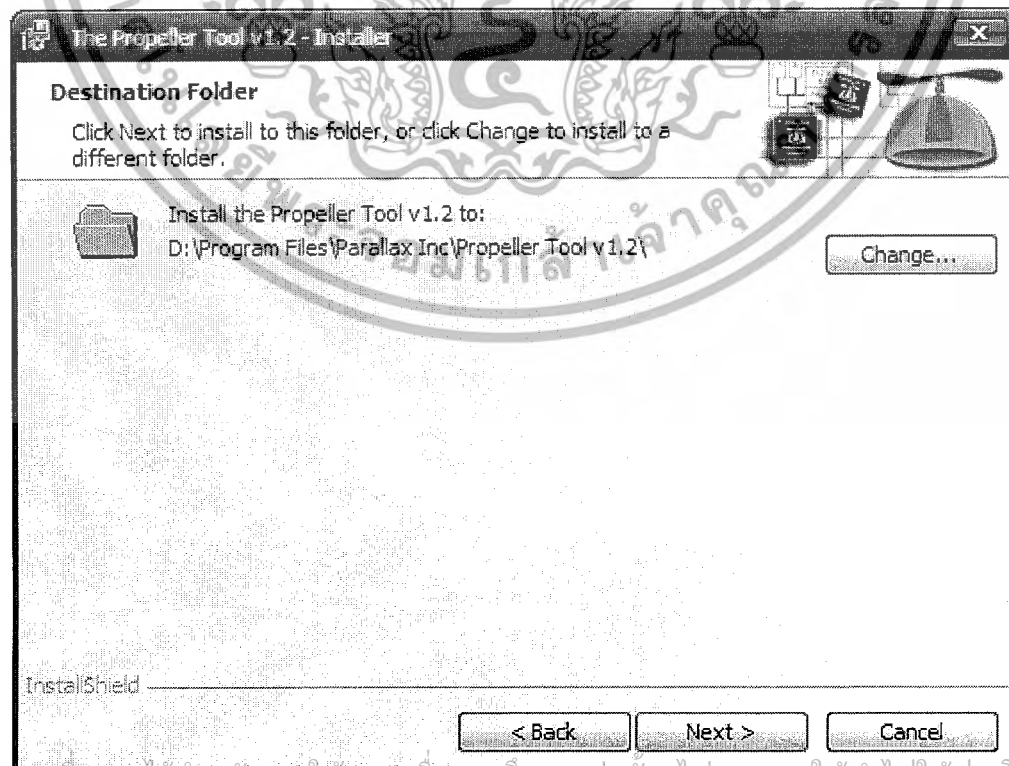 The Propeller Tool v1.2 - Installer
Destination Folder
Click Next to install to this folder, or click Change to install to a
different folder.
Install the Propeller Tool v1.2 to:
D:\Program Files\Parallax Inc\Propeller Tool v1.2\
Change...
InstallShield
< Back
Next >
Cancel